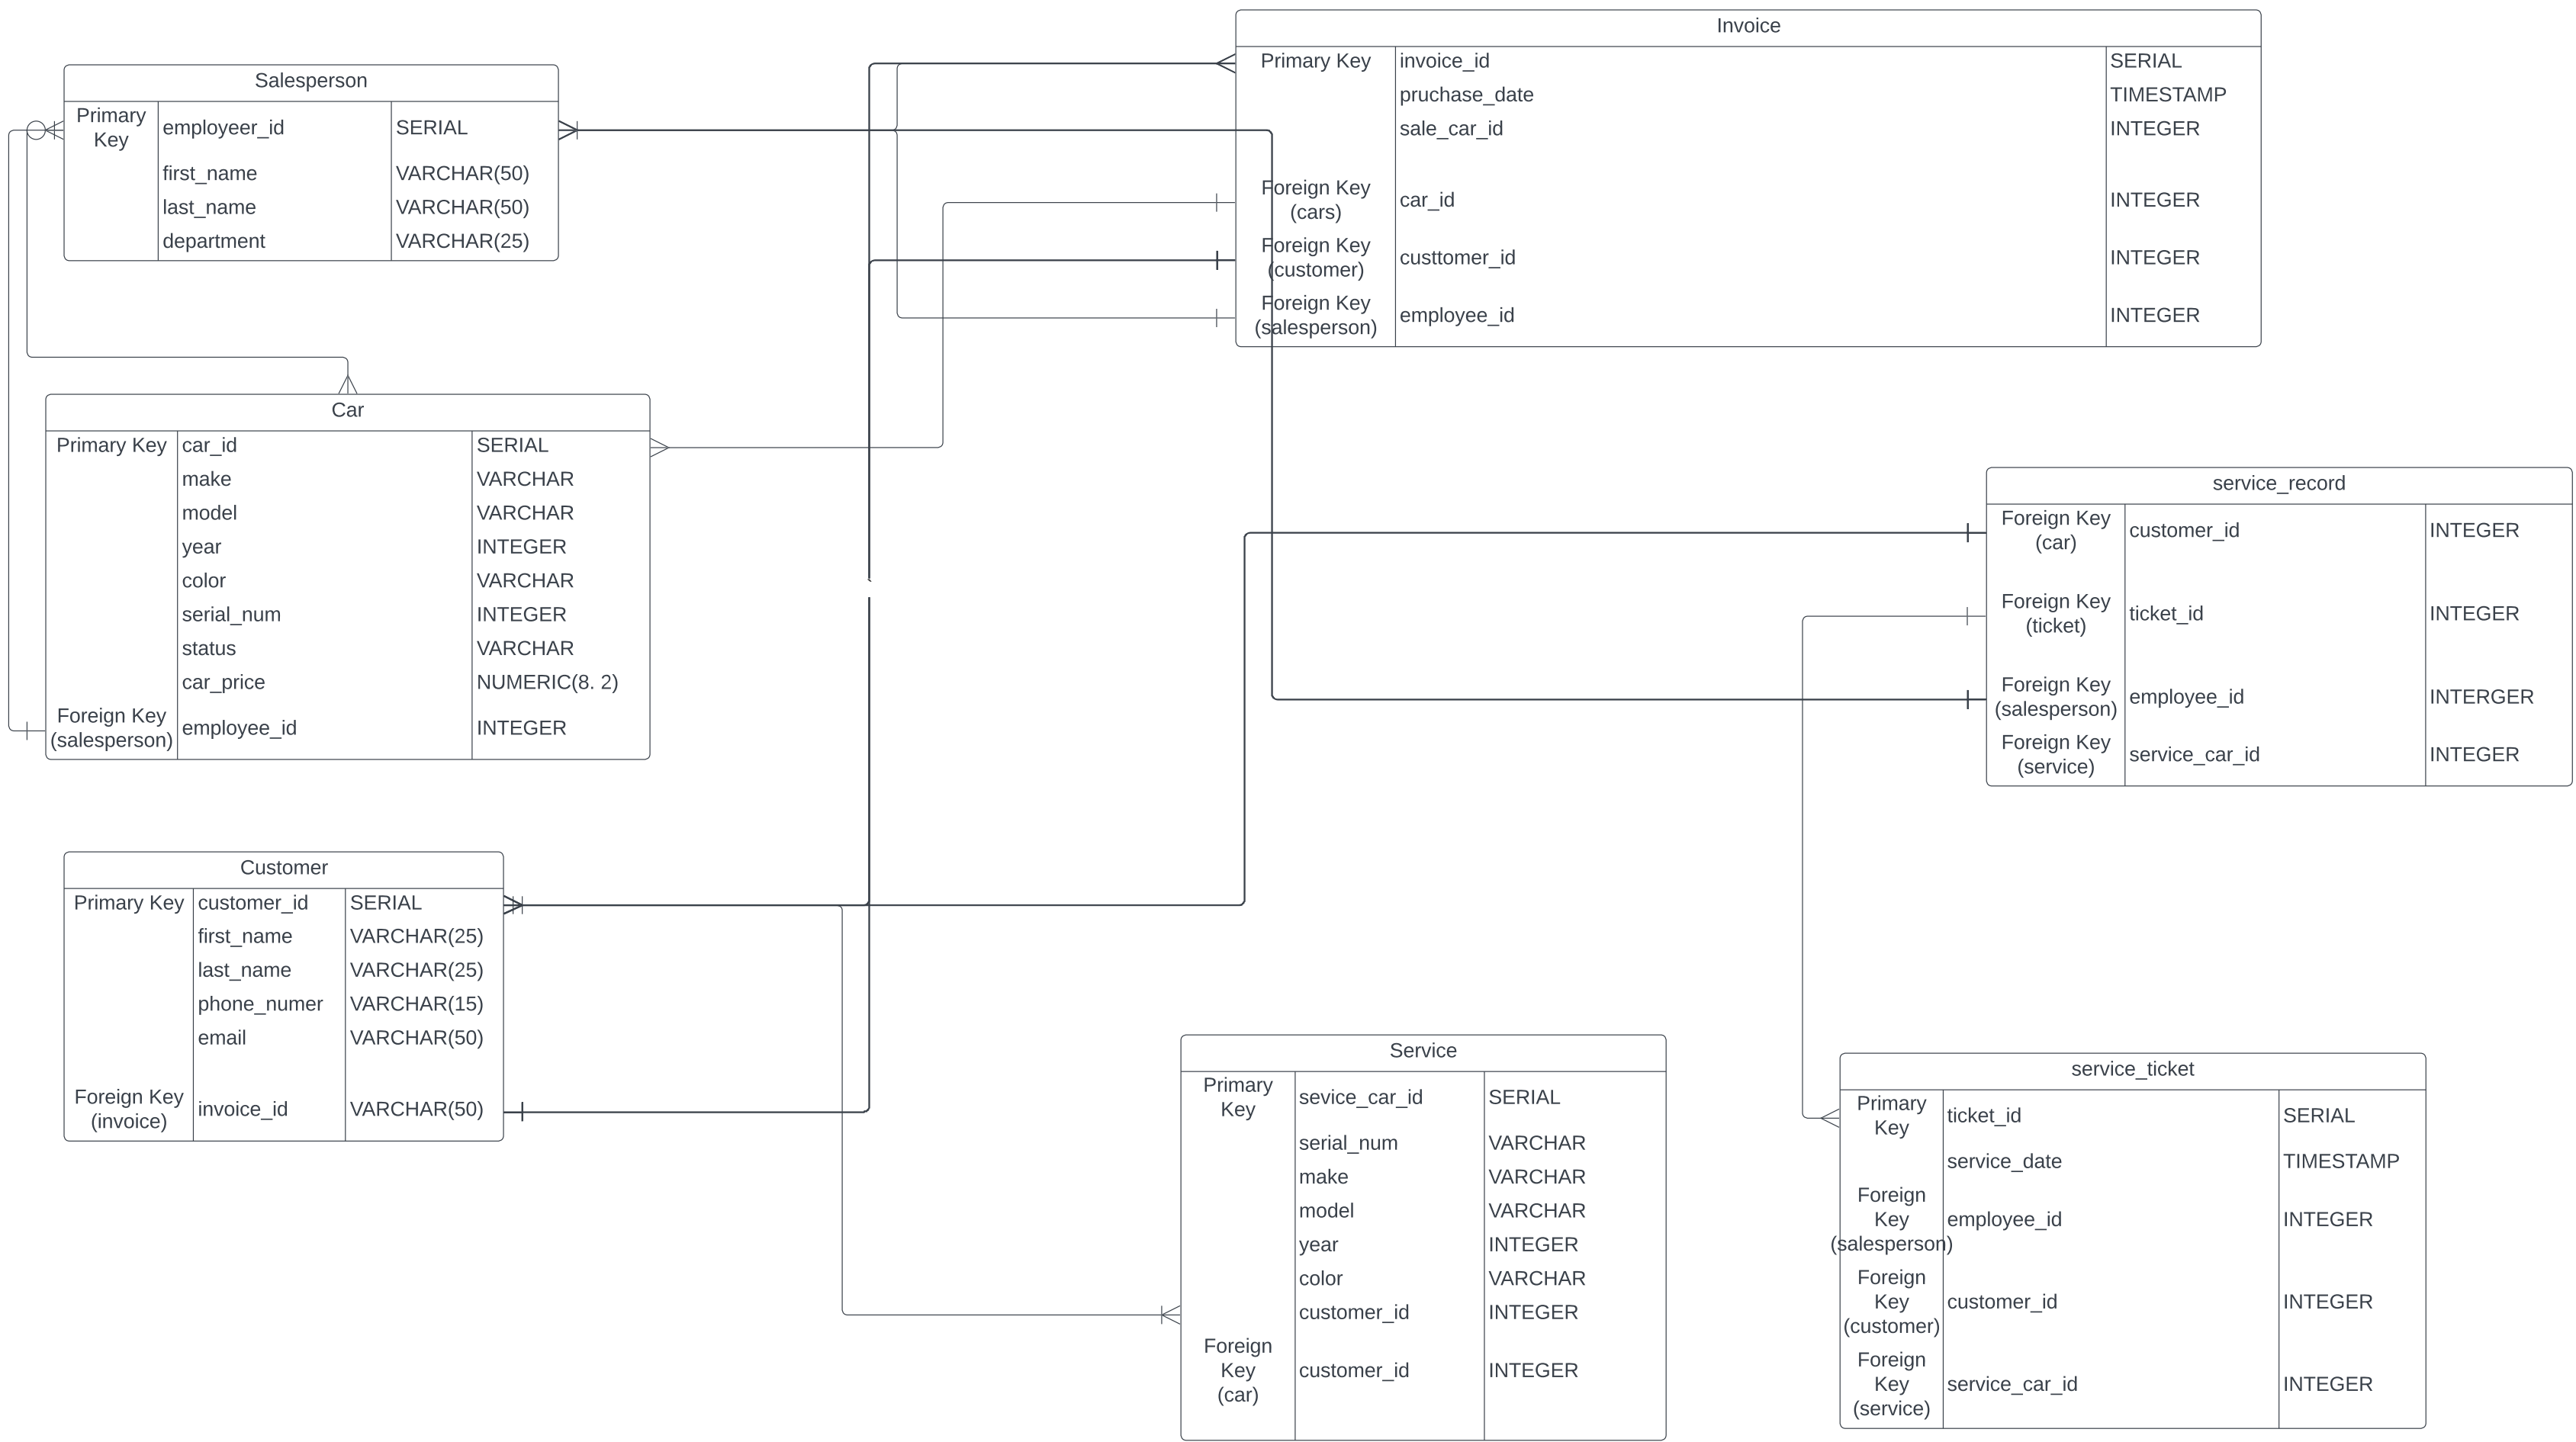 Invoice
Primary Key invoice_id SERIAL
pruchase_date TIMESTAMP
sale_car_id INTEGER
Foreign Key
(cars) car_id INTEGER
Foreign Key
(customer) custtomer_id INTEGER
Foreign Key
(salesperson) employee_id INTEGER
Salesperson
Primary
Key employeer_id SERIAL
first_name VARCHAR(50)
last_name VARCHAR(50)
department VARCHAR(25)
Car
Primary Key car_id SERIAL
make VARCHAR
model VARCHAR
year INTEGER
color VARCHAR
serial_num INTEGER
status VARCHAR
car_price NUMERIC(8. 2)
Foreign Key
(salesperson) employee_id INTEGER
service_record
Foreign Key
(car) customer_id INTEGER
Foreign Key
(ticket) ticket_id INTEGER
Foreign Key
(salesperson) employee_id INTERGER
Foreign Key
(service) service_car_id INTEGER
Customer
Primary Key customer_id SERIAL
first_name VARCHAR(25)
last_name VARCHAR(25)
phone_numer VARCHAR(15)
email VARCHAR(50)
Foreign Key
(invoice) invoice_id VARCHAR(50)
Service
Primary
Key sevice_car_id SERIAL
serial_num VARCHAR
make VARCHAR
model VARCHAR
year INTEGER
color VARCHAR
customer_id INTEGER
Foreign
Key customer_id INTEGER
(car)
service_ticket
Primary
Key ticket_id SERIAL
service_date TIMESTAMP
Foreign
Key employee_id INTEGER
(salesperson)
Foreign
Key customer_id INTEGER
(customer)
Foreign
Key service_car_id INTEGER
(service)